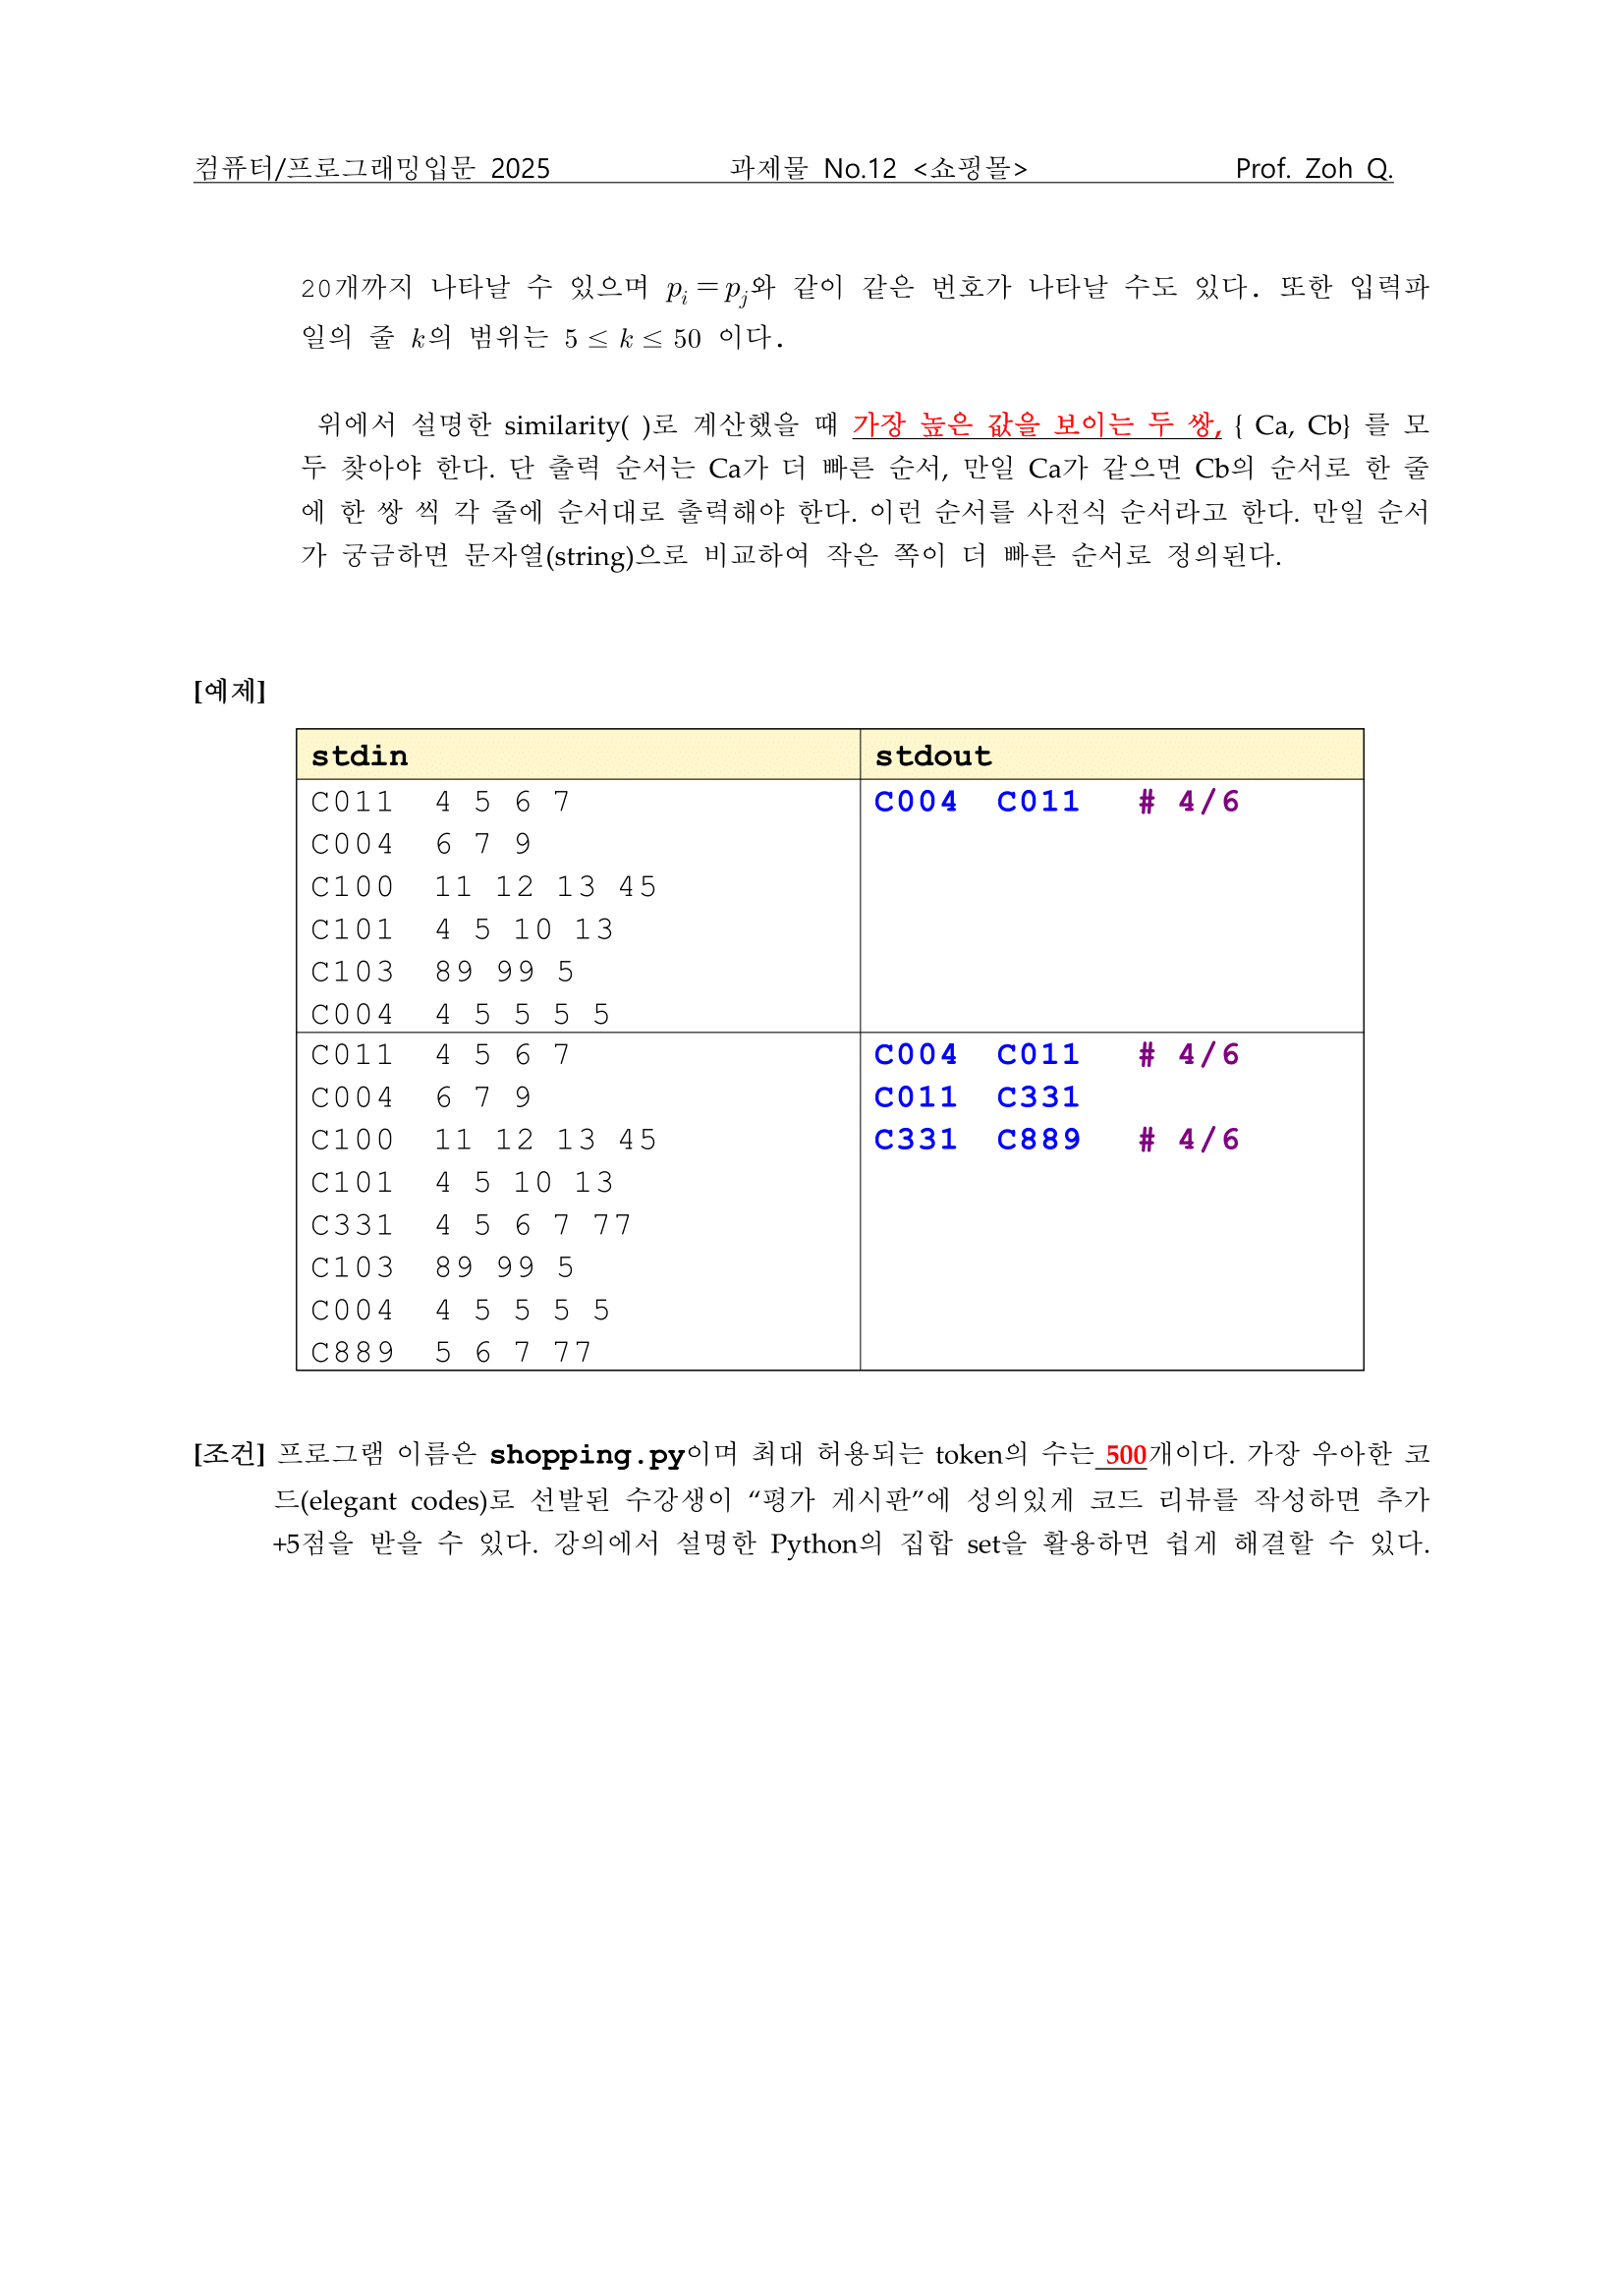 컴퓨터/프로그래밍입문 2025 과제물 No.12 <쇼핑몰> Prof. Zoh Q.
20개까지 나타날 수 있으며 p_i = p_j와 같이 같은 번호가 나타날 수도 있다. 또한 입력파
일의 줄 k의 범위는 5 ≤ k ≤ 50 이다.
위에서 설명한 similarity( )로 계산했을 때 가장 높은 값을 보이는 두 쌍, { Ca, Cb} 를 모
두 찾아야 한다. 단 출력 순서는 Ca가 더 빠른 순서, 만일 Ca가 같으면 Cb의 순서로 한 줄
에 한 쌍 씩 각 줄에 순서대로 출력해야 한다. 이런 순서를 사전식 순서라고 한다. 만일 순서
가 궁금하면 문자열(string)으로 비교하여 작은 쪽이 더 빠른 순서로 정의된다.
[예제]
stdin stdout
C011 4 5 6 7 C004 C011 # 4/6
C004 6 7 9
C100 11 12 13 45
C101 4 5 10 13
C103 89 99 5
C004 4 5 5 5 5
C011 4 5 6 7 C004 C011 # 4/6
C004 6 7 9 C011 C331
C100 11 12 13 45 C331 C889 # 4/6
C101 4 5 10 13
C331 4 5 6 7 77
C103 89 99 5
C004 4 5 5 5 5
C889 5 6 7 77
[조건] 프로그램 이름은 shopping.py이며 최대 허용되는 token의 수는 500개이다. 가장 우아한 코
드(elegant codes)로 선발된 수강생이 “평가 게시판”에 성의있게 코드 리뷰를 작성하면 추가
+5점을 받을 수 있다. 강의에서 설명한 Python의 집합 set을 활용하면 쉽게 해결할 수 있다.